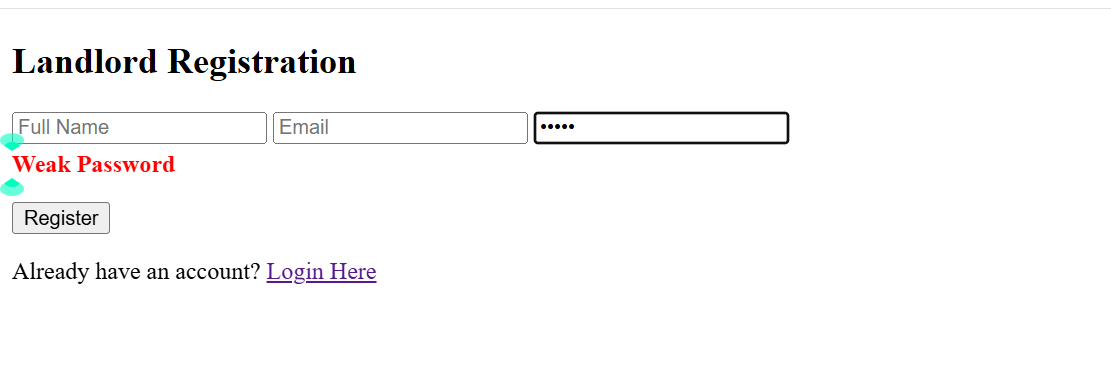 Landlord Registration
Full Name Email •••••
Weak Password
Register
Already have an account? Login Here